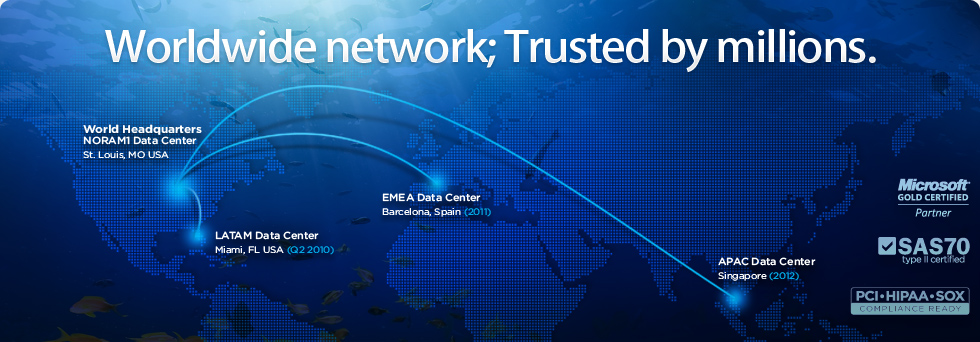 Worldwide network; Trusted by millions.
World Headquarters
NORAM1 Data Center
St. Louis, MO USA
EMEA Data Center
Barcelona, Spain (2011)
LATAM Data Center
Miami, FL USA (Q2 2010)
APAC Data Center
Singapore (2012)
Microsoft
GOLD CERTIFIED
Partner
SAS70
type II certified
PCI•HIPAA•SOX
COMPLIANCE READY